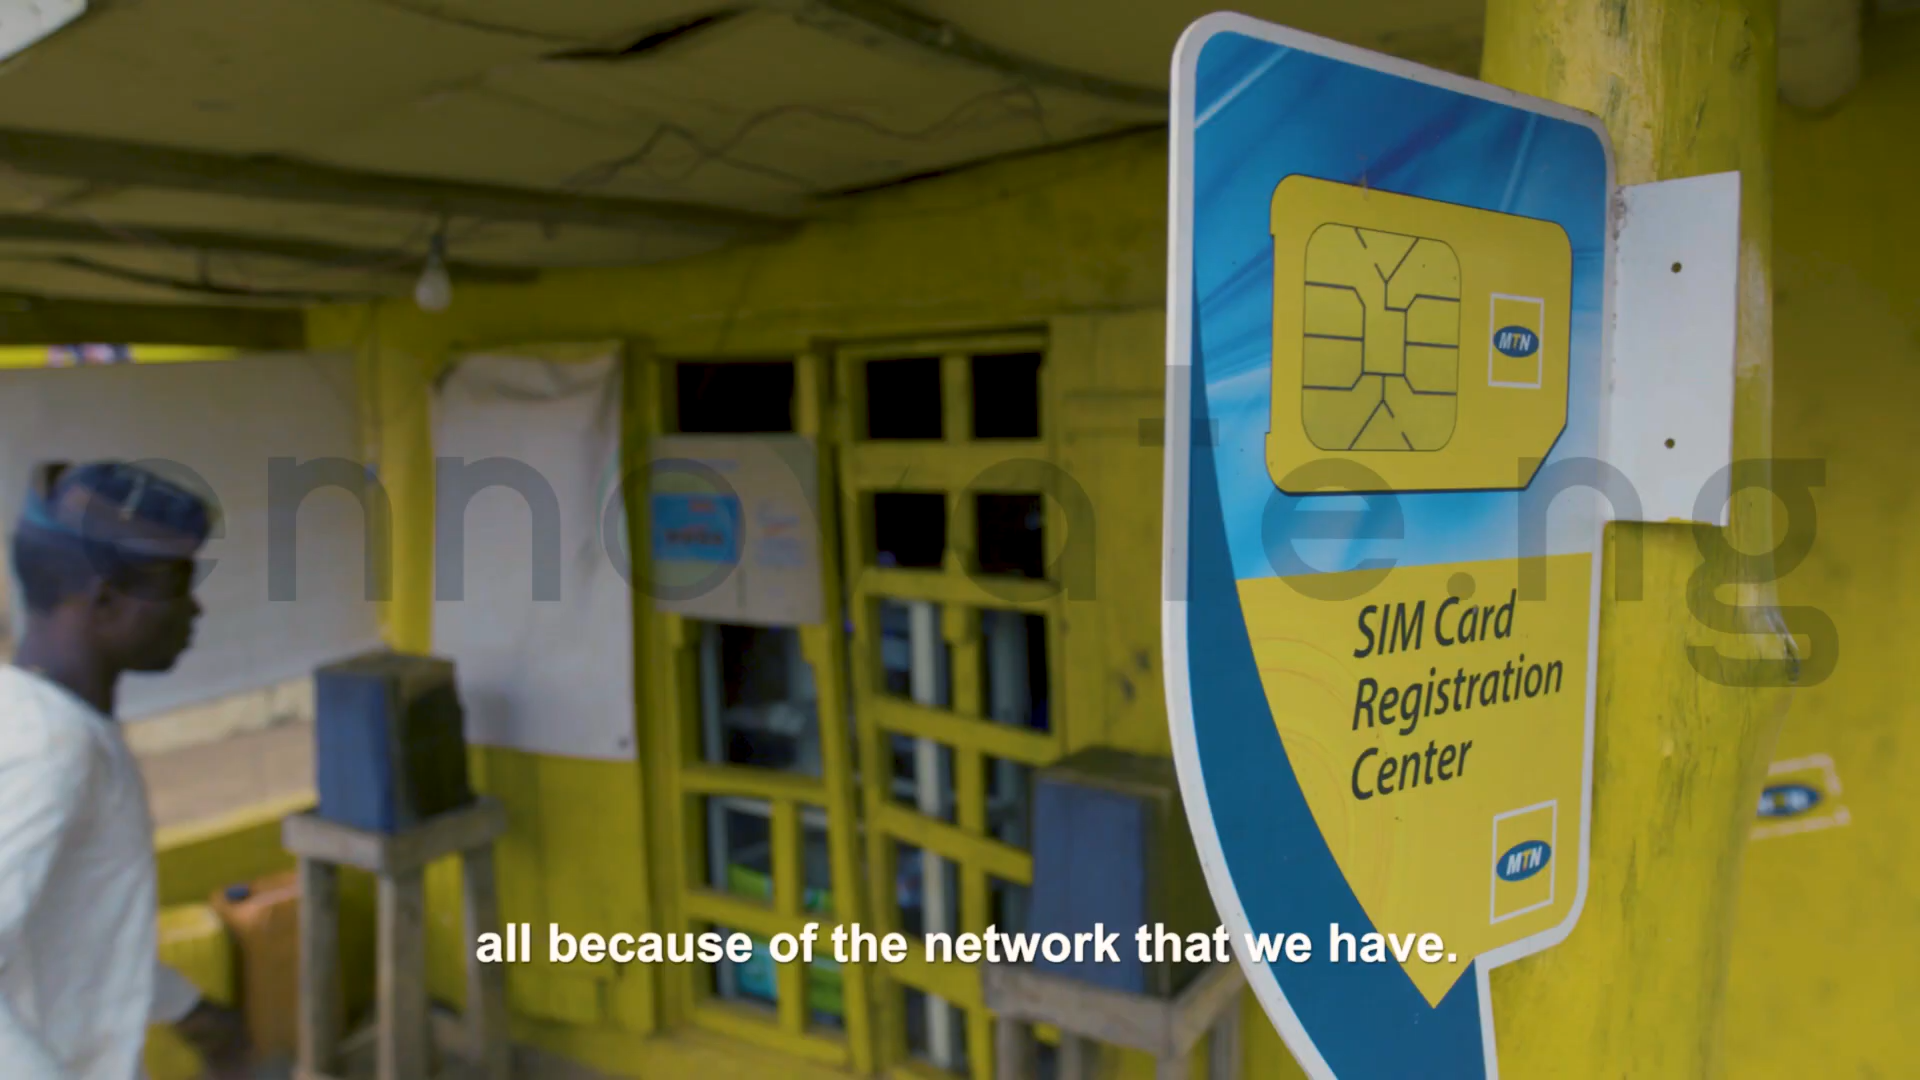 MTN
ennovate.ng
SIM Card
Registration
Center
MTN
MTN
all because of the network that we have.